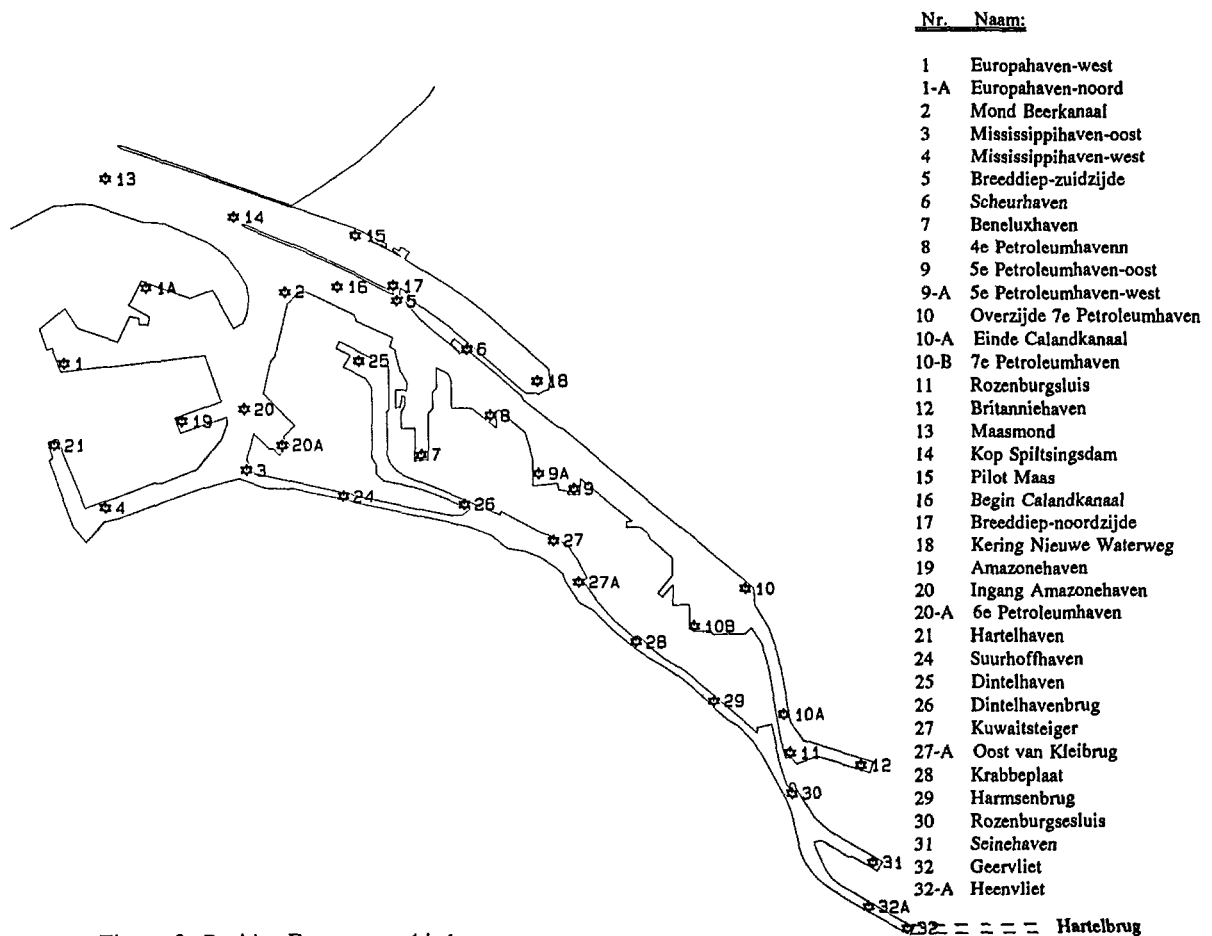 Nr. Naam:
1 Europahaven-west
1-A Europahaven-noord
2 Mond Beerkanaal
3 Mississippihaven-oost
4 Mississippihaven-west
5 Breeddiep-zuidzijde
6 Scheurhaven
7 Beneluxhaven
8 4e Petroleumhavenn
9 5e Petroleumhaven-oost
9-A 5e Petroleumhaven-west
10 Overzijde 7e Petroleumhaven
10-A Einde Calandkanaal
10-B 7e Petroleumhaven
11 Rozenburgsluis
12 Britanniehaven
13 Maasmond
14 Kop Splitsingsdam
15 Pilot Maas
16 Begin Calandkanaal
17 Breeddiep-noordzijde
18 Kering Nieuwe Waterweg
19 Amazonehaven
20 Ingang Amazonehaven
20-A 6e Petroleumhaven
21 Hartelhaven
24 Suurhoffhaven
25 Dintelhaven
26 Dintelhavenbrug
27 Kuwaitsteiger
27-A Oost van Kleibrug
28 Krabbeplaat
29 Harmsenbrug
30 Rozenburgsesluis
31 Seinehaven
32 Geervliet
32-A Heenvliet
Hartelbrug
13
14
15
1A
2
16
17
5
6
25
18
1
20
19
8
21
20A
7
3
9A
9
4
24
26
27
27A
10
10B
28
29
10A
11
12
30
31
32A
32